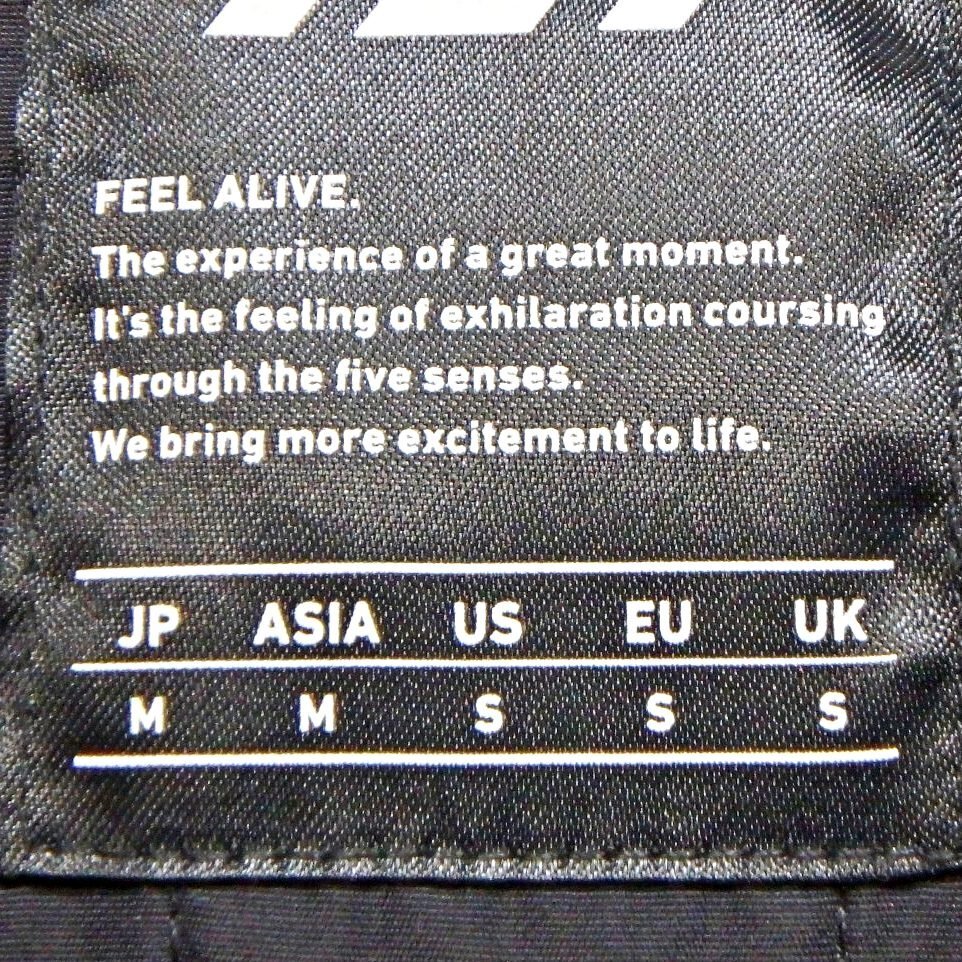 FEEL ALIVE.
The experience of a great moment.
It's the feeling of exhilaration coursing
through the five senses.
We bring more excitement to life.
JP ASIA US EU UK
M M S S S